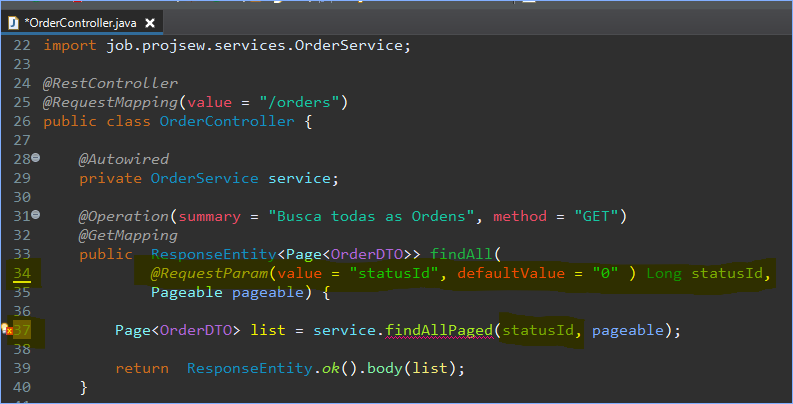 *OrderController.java
22 import job.projsew.services.OrderService;
23
24 @RestController
25 @RequestMapping(value = "/orders")
26 public class OrderController {
27
28 @Autowired
29 private OrderService service;
30
31 @Operation(summary = "Busca todas as Ordens", method = "GET")
32 @GetMapping
33 public ResponseEntity<Page<OrderDTO>> findAll(
34 @RequestParam(value = "statusId", defaultValue = "0" ) Long statusId,
35 Pageable pageable) {
36
37 Page<OrderDTO> list = service.findAllPaged(statusId, pageable);
38
39 return ResponseEntity.ok().body(list);
40 }